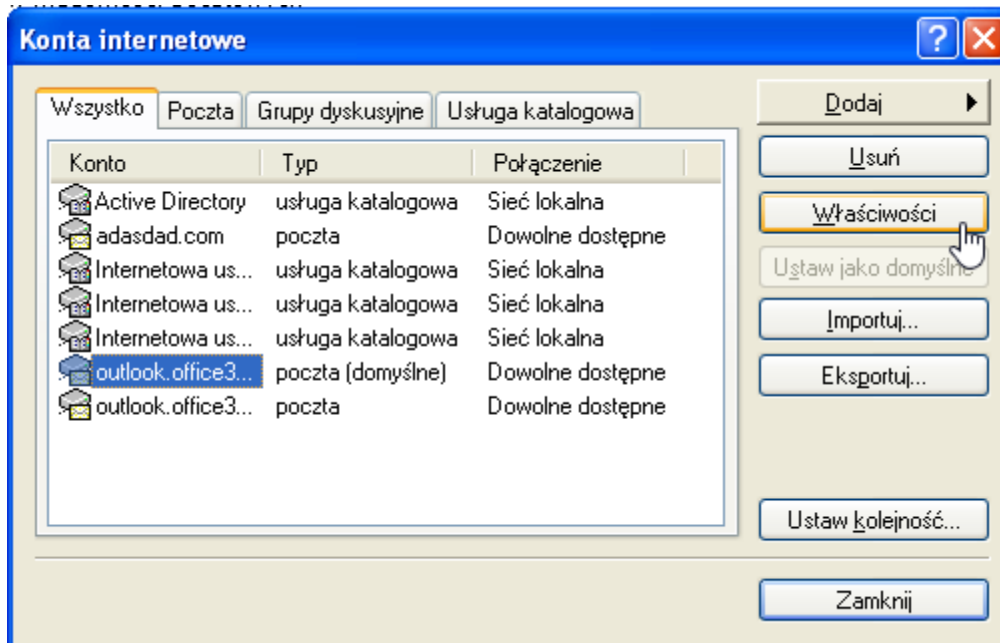 Konta internetowe
Wszystko Poczta Grupy dyskusyjne Usługa katalogowa
Konto Typ Połączenie
Active Directory usługa katalogowa Sieć lokalna
adasdad.com poczta Dowolne dostępne
Internetowa us... usługa katalogowa Sieć lokalna
Internetowa us... usługa katalogowa Sieć lokalna
Internetowa us... usługa katalogowa Sieć lokalna
outlook.office3... poczta (domyślne) Dowolne dostępne
outlook.office3... poczta Dowolne dostępne
Dodaj
Usuń
Właściwości
Ustaw jako domyślne
Importuj...
Eksportuj...
Ustaw kolejność...
Zamknij